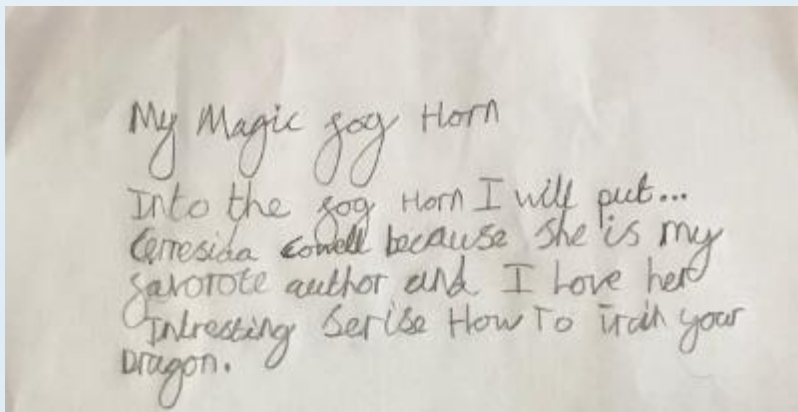 My Magic fog Horn
Into the fog Horn I will put...
Cerresida Cowell because she is my
favorote author and I Love her
Intresting Serise How To Train your
Dragon.